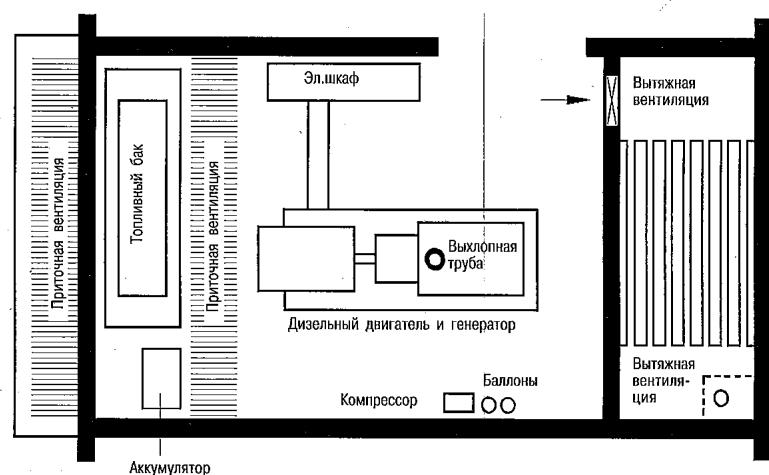 Эл.шкаф
Вытяжная
вентиляция
Приточная вентиляция
Топливный бак
Приточная вентиляция
Выхлопная
труба
Дизельный двигатель и генератор
Вытяжная
вентиля-
ция
Баллоны
Компрессор
Аккумулятор